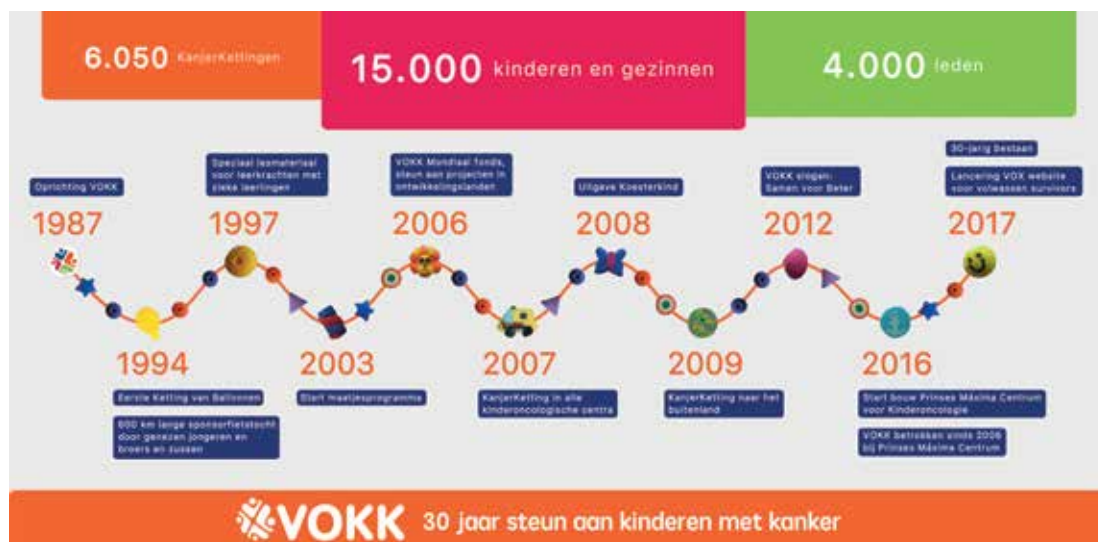 6.050 KanjerKettingen
15.000 kinderen en gezinnen
4.000 leden
Oprichting VOKK
1987
Speciaal lesmateriaal
voor leerkrachten met
zieke leerlingen
1997
VOKK Mondiaal fonds,
steun aan projecten in
ontwikkelingslanden
2006
Uitgave Koesterkind
2008
VOKK slogan:
Samen voor Beter
2012
30-jarig bestaan
Lancering VOX website
voor volwassen survivors
2017
1994
Eerste Ketting van Ballonnen
600 km lange sponsorfietstocht
door genezen jongeren en
broers en zussen
2003
Start maatjesprogramma
2007
KanjerKetting in alle
kinderoncologische centra
2009
KanjerKetting naar het
buitenland
2016
Start bouw Prinses Máxima Centrum
voor Kinderoncologie
VOKK betrokken sinds 2006
bij Prinses Máxima Centrum
VOKK 30 jaar steun aan kinderen met kanker